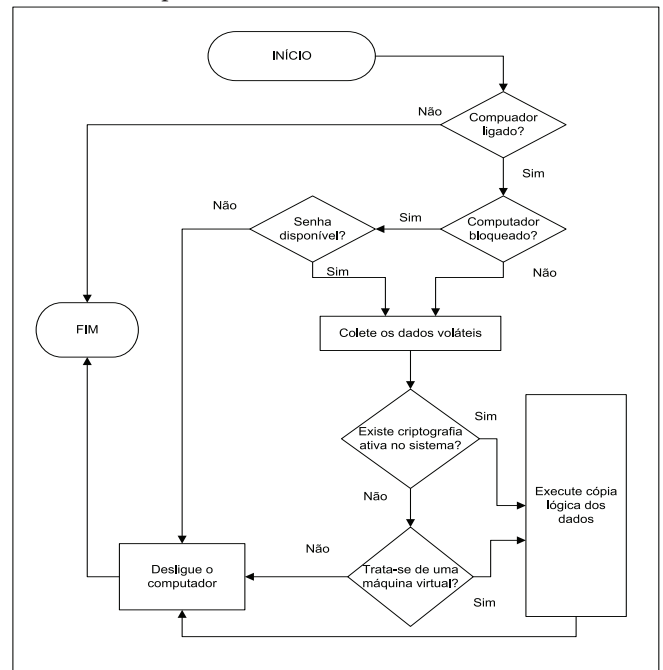 INÍCIO
Não
Compuador
ligado?
Sim
Não
Senha
disponível?
Sim
Computador
bloqueado?
Sim
Não
FIM
Colete os dados voláteis
Sim
Existe criptografia
ativa no sistema?
Não
Execute cópia
lógica dos
dados
Não
Desligue o
computador
Trata-se de uma
máquina virtual?
Sim